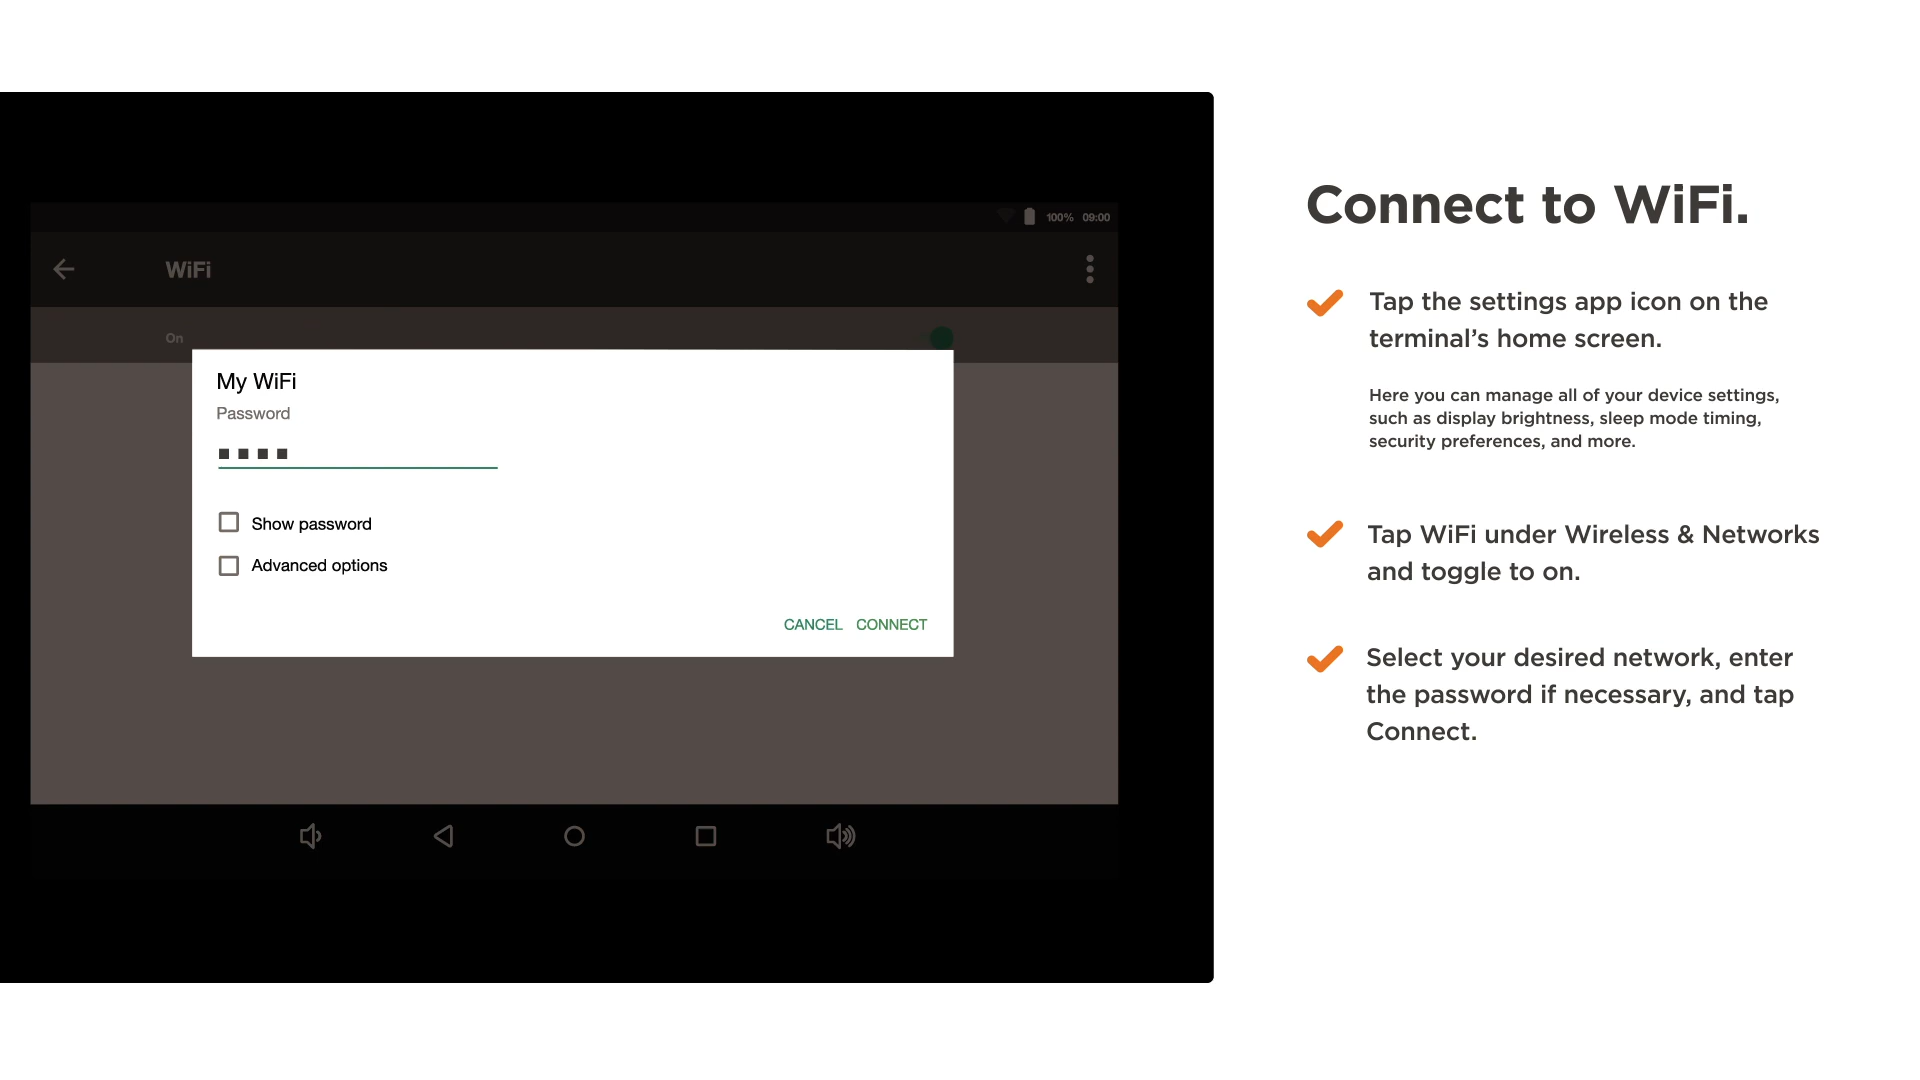 100% 09:00
WiFi
On
My WiFi
Password
Show password
Advanced options
CANCEL CONNECT
Connect to WiFi.
Tap the settings app icon on the
terminal’s home screen.
Here you can manage all of your device settings,
such as display brightness, sleep mode timing,
security preferences, and more.
Tap WiFi under Wireless & Networks
and toggle to on.
Select your desired network, enter
the password if necessary, and tap
Connect.